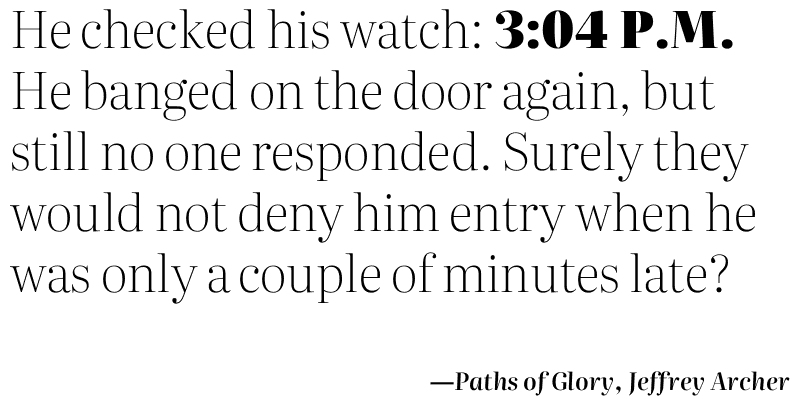 He checked his watch: 3:04 P.M.
He banged on the door again, but
still no one responded. Surely they
would not deny him entry when he
was only a couple of minutes late?
—Paths of Glory, Jeffrey Archer